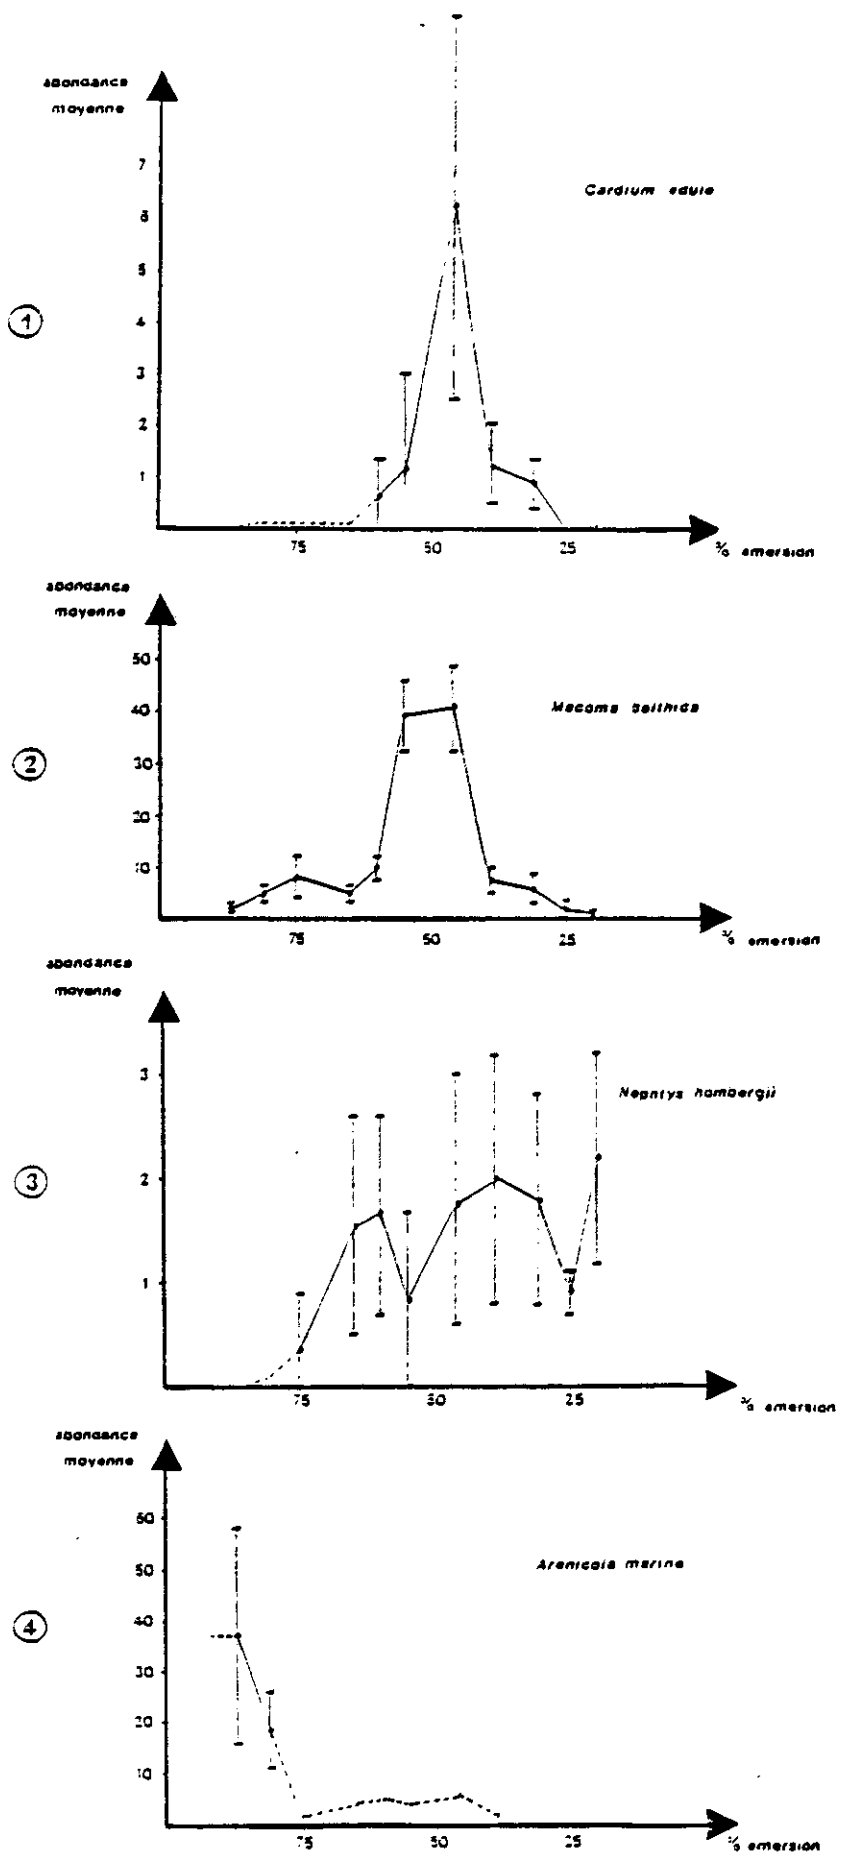 abondance
moyenne
7
6
5
4
3
2
1
Cardium edule
1
75
50
25
% emersion
abondance
moyenne
50
40
30
20
10
Macoma balthica
2
75
50
25
% emersion
abondance
moyenne
3
2
1
Nephtys hombergii
3
75
50
25
% emersion
abondance
moyenne
60
50
40
30
20
10
Arenicola marina
4
75
50
25
% emersion